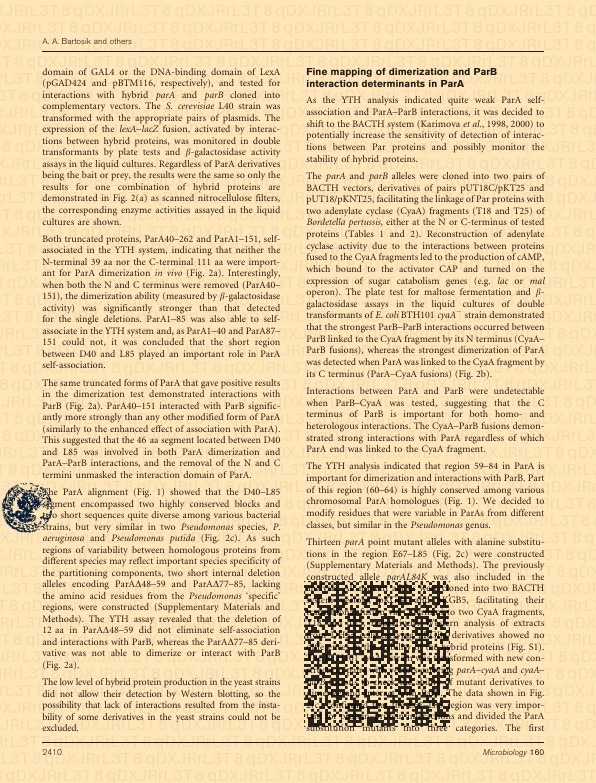 A. A. Bartosik and others
domain of GAL4 or the DNA-binding domain of LexA
(pGAD424 and pBTM116, respectively), and tested for
interactions with hybrid parA and parB cloned into
complementary vectors. The S. cerevisiae L40 strain was
transformed with the appropriate pairs of plasmids. The
expression of the lexA–lacZ fusion, activated by interac-
tions between hybrid proteins, was monitored in double
transformants by plate tests and β-galactosidase activity
assays in the liquid cultures. Regardless of ParA derivatives
being the bait or prey, the results were the same so only the
results for one combination of hybrid proteins are
demonstrated in Fig. 2(a) as scanned nitrocellulose filters,
the corresponding enzyme activities assayed in the liquid
cultures are shown.
Both truncated proteins, ParA40–262 and ParA1–151, self-
associated in the YTH system, indicating that neither the
N-terminal 39 aa nor the C-terminal 111 aa were import-
ant for ParA dimerization in vivo (Fig. 2a). Interestingly,
when both the N and C terminus were removed (ParA40–
151), the dimerization ability (measured by β-galactosidase
activity) was significantly stronger than that detected
for the single deletions. ParA1–85 was also able to self-
associate in the YTH system and, as ParA1–40 and ParA87–
151 could not, it was concluded that the short region
between D40 and L85 played an important role in ParA
self-association.
The same truncated forms of ParA that gave positive results
in the dimerization test demonstrated interactions with
ParB (Fig. 2a). ParA40–151 interacted with ParB signific-
antly more strongly than any other modified form of ParA
(similarly to the enhanced effect of association with ParA).
This suggested that the 46 aa segment located between D40
and L85 was involved in both ParA dimerization and
ParA–ParB interactions, and the removal of the N and C
termini unmasked the interaction domain of ParA.
The ParA alignment (Fig. 1) showed that the D40–L85
segment encompassed two highly conserved blocks and
two short sequences quite diverse among various bacterial
strains, but very similar in two Pseudomonas species, P.
aeruginosa and Pseudomonas putida (Fig. 2c). As such
regions of variability between homologous proteins from
different species may reflect important species specificity of
the partitioning components, two short internal deletion
alleles encoding ParAΔ48–59 and ParAΔ77–85, lacking
the amino acid residues from the Pseudomonas 'specific'
regions, were constructed (Supplementary Materials and
Methods). The YTH assay revealed that the deletion of
12 aa in ParAΔ48–59 did not eliminate self-association
and interactions with ParB, whereas the ParAΔ77–85 deri-
vative was not able to dimerize or interact with ParB
(Fig. 2a).
The low level of hybrid protein production in the yeast strains
did not allow their detection by Western blotting, so the
possibility that lack of interactions resulted from the insta-
bility of some derivatives in the yeast strains could not be
excluded.
Fine mapping of dimerization and ParB
interaction determinants in ParA
As the YTH analysis indicated quite weak ParA self-
association and ParA–ParB interactions, it was decided to
shift to the BACTH system (Karimova et al., 1998, 2000) to
potentially increase the sensitivity of detection of interac-
tions between Par proteins and possibly monitor the
stability of hybrid proteins.
The parA and parB alleles were cloned into two pairs of
BACTH vectors, derivatives of pairs pUT18C/pKT25 and
pUT18/pKNT25, facilitating the linkage of Par proteins with
two adenylate cyclase (CyaA) fragments (T18 and T25) of
Bordetella pertussis, either at the N or C-terminus of tested
proteins (Tables 1 and 2). Reconstruction of adenylate
cyclase activity due to the interactions between proteins
fused to the CyaA fragments led to the production of cAMP,
which bound to the activator CAP and turned on the
expression of sugar catabolism genes (e.g. lac or mal
operon). The plate test for maltose fermentation and β-
galactosidase assays in the liquid cultures of double
transformants of E. coli BTH101 cyaA⁻ strain demonstrated
that the strongest ParB–ParB interactions occurred between
ParB linked to the CyaA fragment by its N terminus (CyaA–
ParB fusions), whereas the strongest dimerization of ParA
was detected when ParA was linked to the CyaA fragment by
its C terminus (ParA–CyaA fusions) (Fig. 2b).
Interactions between ParA and ParB were undetectable
when ParB–CyaA was tested, suggesting that the C
terminus of ParB is important for both homo- and
heterologous interactions. The CyaA–ParB fusions demon-
strated strong interactions with ParA regardless of which
ParA end was linked to the CyaA fragment.
The YTH analysis indicated that region 59–84 in ParA is
important for dimerization and interactions with ParB. Part
of this region (60–64) is highly conserved among various
chromosomal ParA homologues (Fig. 1). We decided to
modify residues that were variable in ParAs from different
classes, but similar in the Pseudomonas genus.
Thirteen parA point mutant alleles with alanine substitu-
tions in the region E67–L85 (Fig. 2c) were constructed
(Supplementary Materials and Methods). The previously
constructed allele parAL84K was also included in the
cloned into two BACTH
GB5, facilitating their
to two CyaA fragments,
analysis of extracts
derivatives showed no
hybrid proteins (Fig. S1).
with new con-
parA–cyaA and cyaA–
mutant derivatives to
The data shown in Fig.
region was very impor-
and divided the ParA
substitution mutants into three categories. The first
2410
Microbiology 160